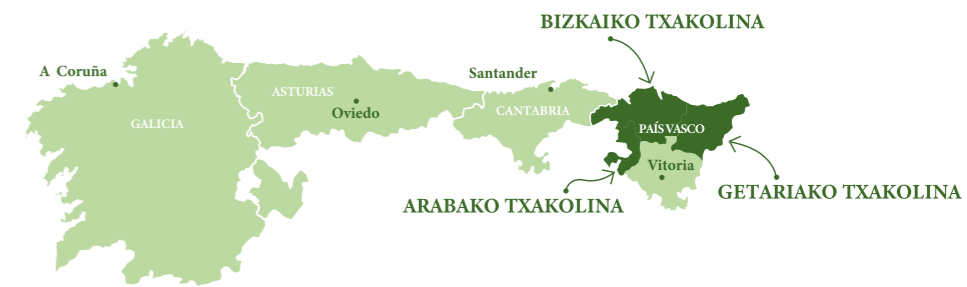 BIZKAIKO TXAKOLINA
A Coruña
Santander
ASTURIAS
Oviedo
CANTABRIA
GALICIA
PAÍS VASCO
Vitoria
ARABAKO TXAKOLINA
GETARIAKO TXAKOLINA